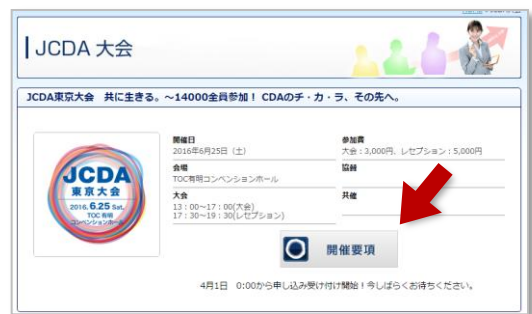 JCDA 大会
JCDA東京大会 共に生きる。～14000全員参加！ CDAのチ・カ・ラ、その先へ。
開催日
2016年6月25日（土）
参加費
大会：3,000円、レセプション：5,000円
会場
TOC有明コンベンションホール
協賛
大会
13：00～17：00(大会)
17：30～19：30(レセプション)
共催
JCDA
東京大会
2016. 6.25 Sat.
TOC 有明
コンベンションホール
開催要項
4月1日 0:00から申し込み受け付け開始！今しばらくお待ちください。